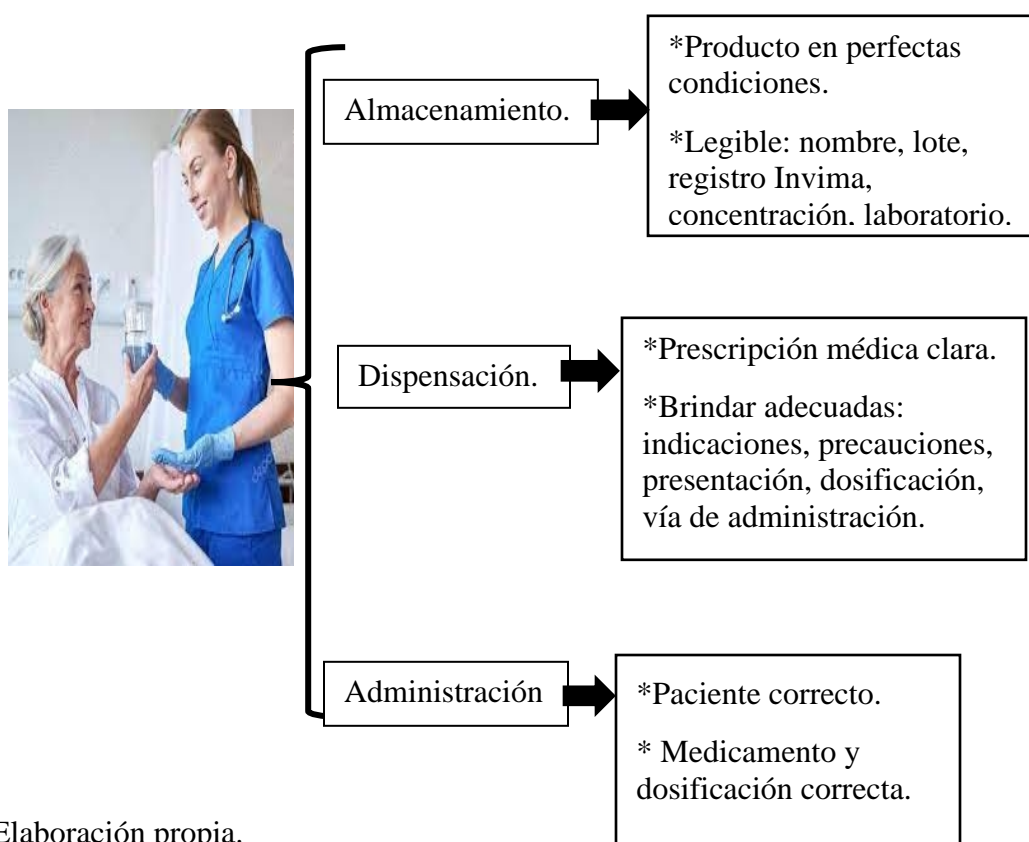 Almacenamiento.
*Producto en perfectas
condiciones.
*Legible: nombre, lote,
registro Invima,
concentración, laboratorio.
Dispensación.
*Prescripción médica clara.
*Brindar adecuadas:
indicaciones, precauciones,
presentación, dosificación,
vía de administración.
Administración
*Paciente correcto.
* Medicamento y
dosificación correcta.
Elaboración propia.